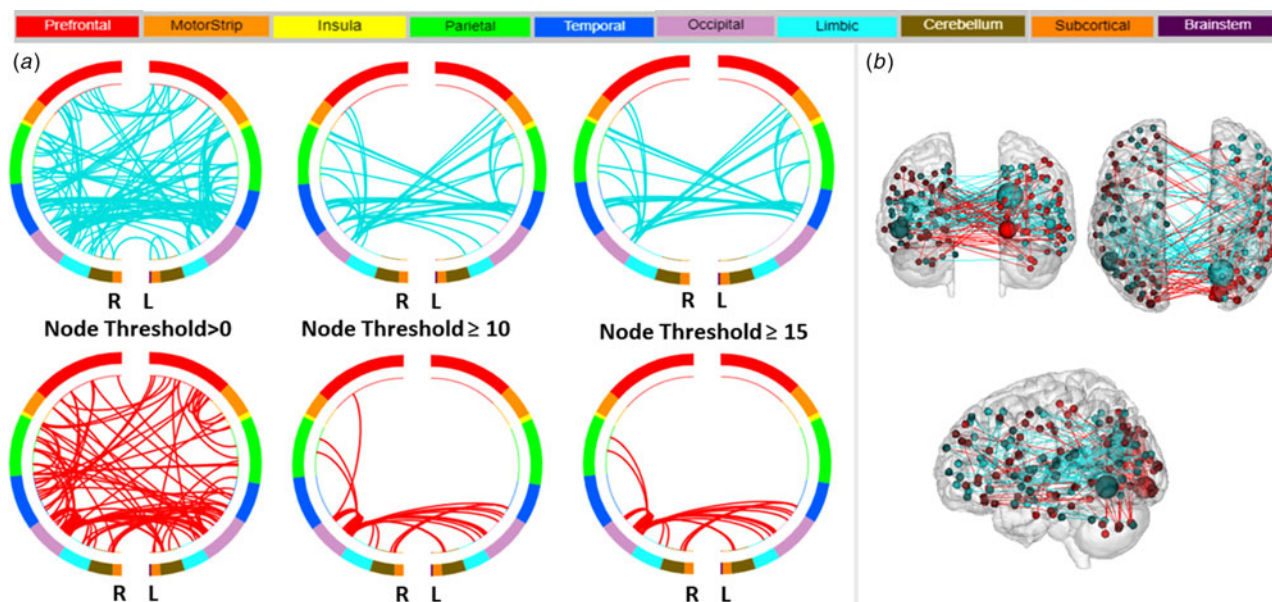 Prefrontal MotorStrip Insula Parietal Temporal Occipital Limbic Cerebellum Subcortical Brainstem
(a) (b)
R L R L R L
Node Threshold>0 Node Threshold ≥ 10 Node Threshold ≥ 15
R L R L R L